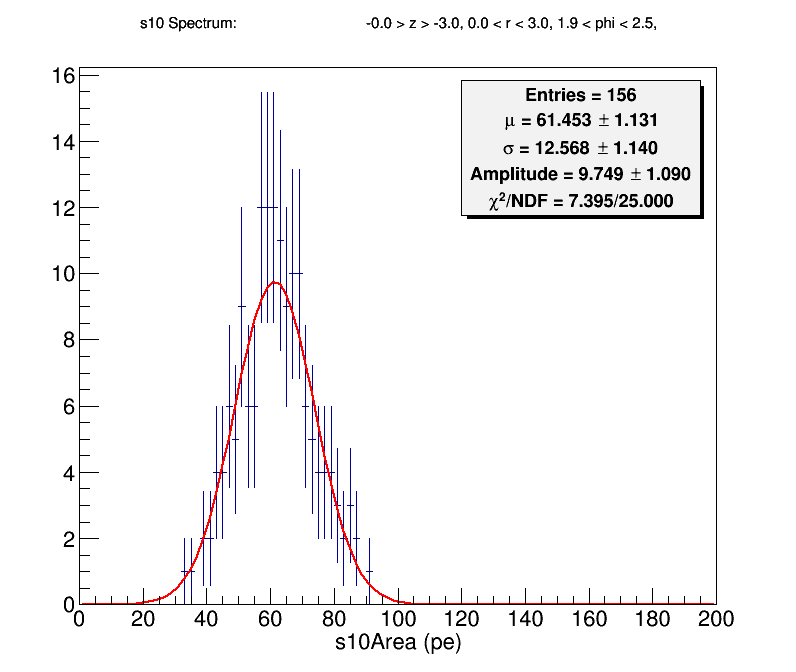 s10 Spectrum: -0.0 > z > -3.0, 0.0 < r < 3.0, 1.9 < phi < 2.5,
Entries = 156
μ = 61.453 ± 1.131
σ = 12.568 ± 1.140
Amplitude = 9.749 ± 1.090
χ²/NDF = 7.395/25.000
16
14
12
10
8
6
4
2
0
0 20 40 60 80 100 120 140 160 180 200
s10Area (pe)